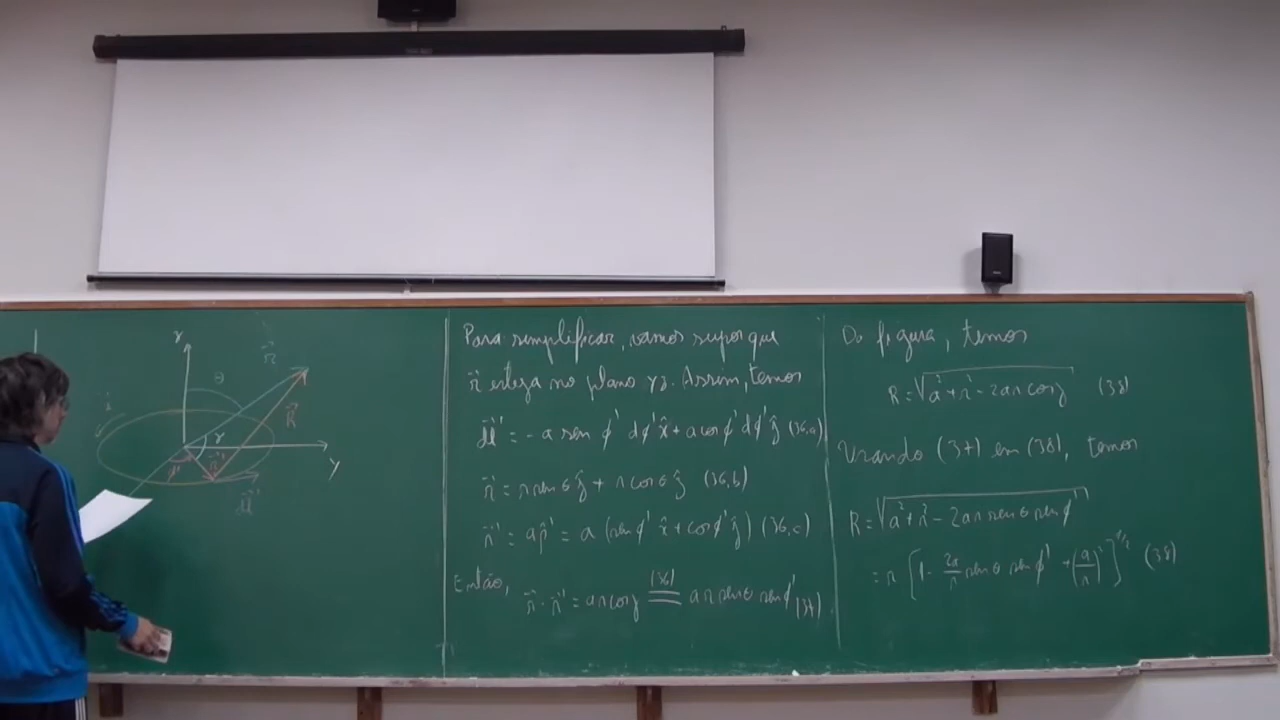 Para simplificar, vamos supor que
r⃗ esteja no plano yz. Assim, temos
dl⃗' = - a sen φ' dφ' x̂ + a cos φ' dφ' ŷ (36.a)
r⃗ = r sen θ ŷ + r cos θ ẑ (36.b)
r⃗' = a ρ̂' = a (sen φ' x̂ + cos φ' ŷ) (36.c)
Então,
r⃗ · r⃗' = a r cos γ =(36)= a r sen θ sen φ' (37)
Da figura, temos
R = √(a² + r² - 2ar cos γ) (38)
Usando (37) em (38), temos
R = √(a² + r² - 2ar sen θ sen φ')
= r [1 - 2a/r sen θ sen φ' + (a/r)²]^(1/2) (38)
r⃗
θ
R⃗
i
γ
r⃗'
φ'
y
dl⃗'